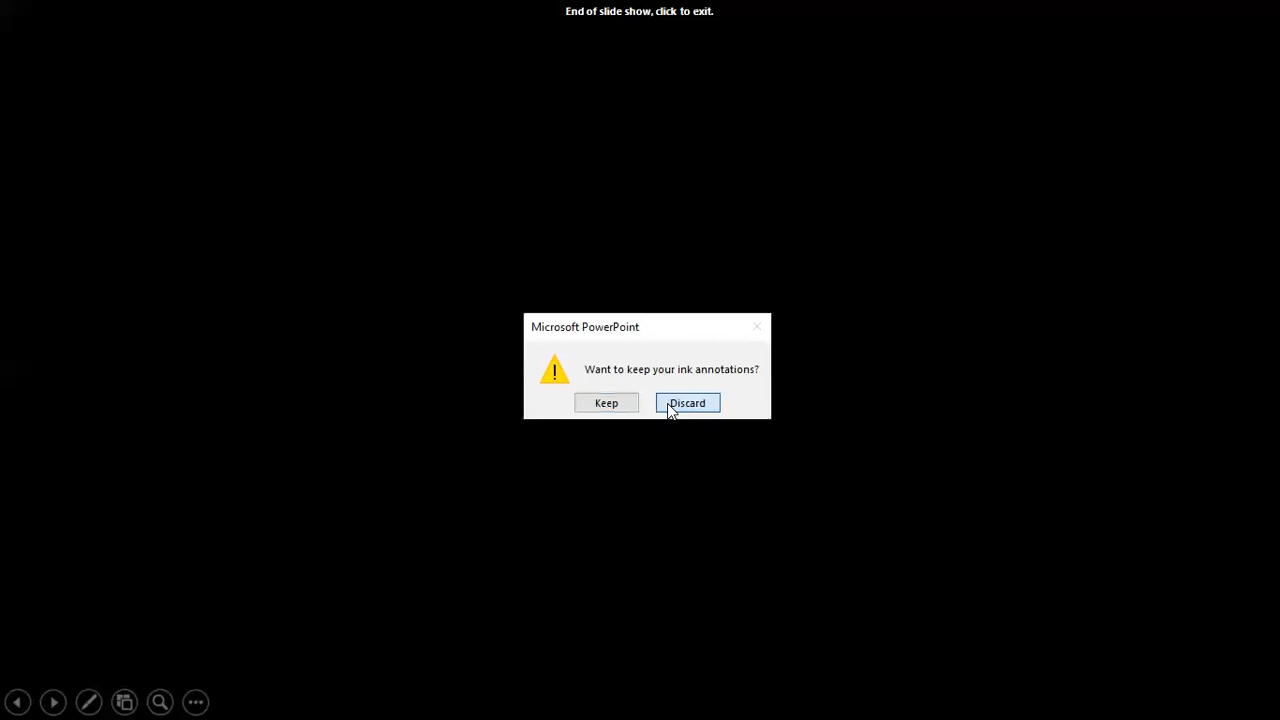 End of slide show, click to exit.
Microsoft PowerPoint
Want to keep your ink annotations?
Keep
Discard